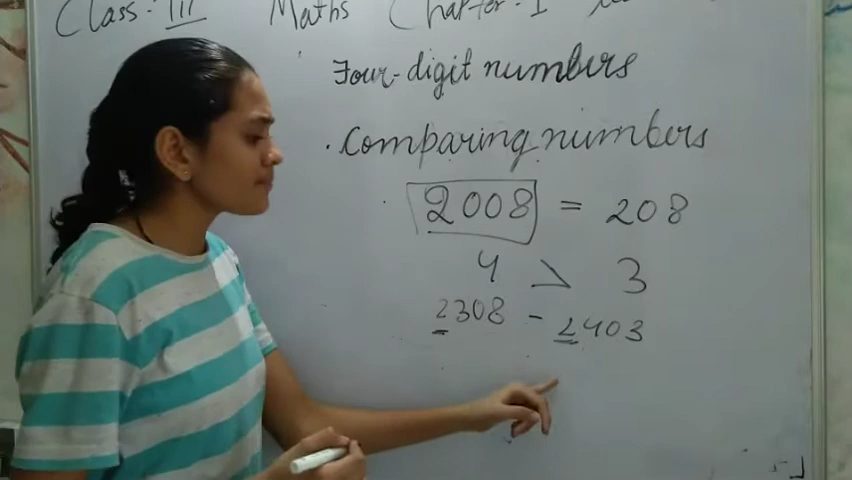 Class: III Maths Chapter-1
Four-digit numbers
. Comparing numbers
2008 = 208
4 > 3
2308 - 2403